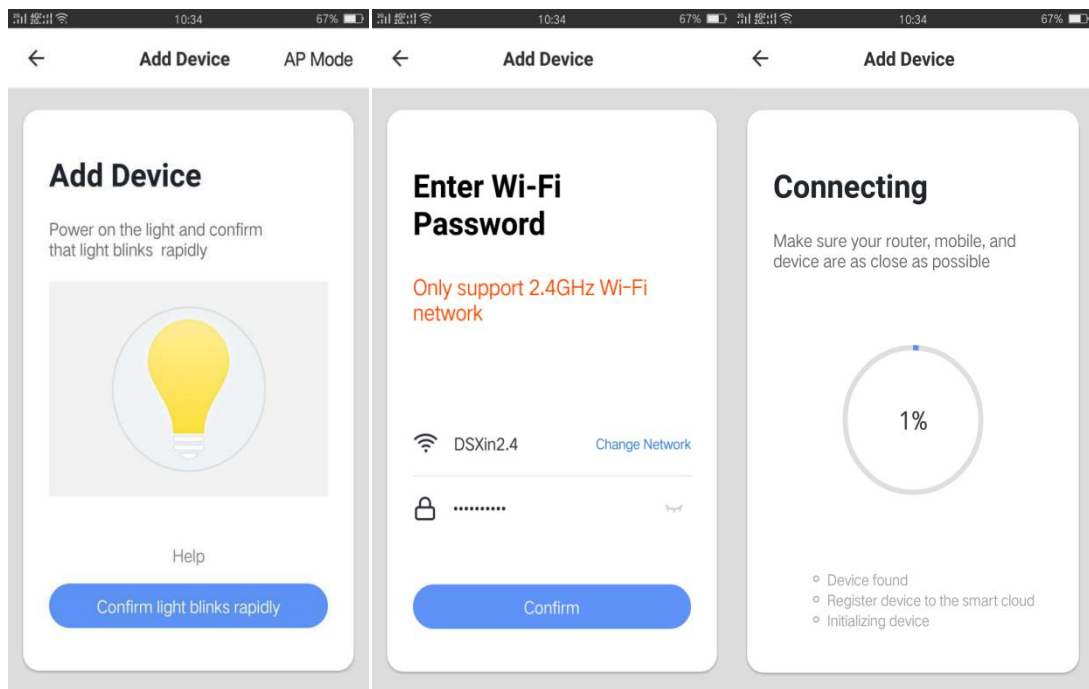 10:34
67%
Add Device
AP Mode
Add Device
Power on the light and confirm
that light blinks rapidly
Help
Confirm light blinks rapidly
10:34
67%
Add Device
Enter Wi-Fi
Password
Only support 2.4GHz Wi-Fi
network
DSXin2.4
Change Network
••••••••••
Confirm
10:34
67%
Add Device
Connecting
Make sure your router, mobile, and
device are as close as possible
1%
Device found
Register device to the smart cloud
Initializing device